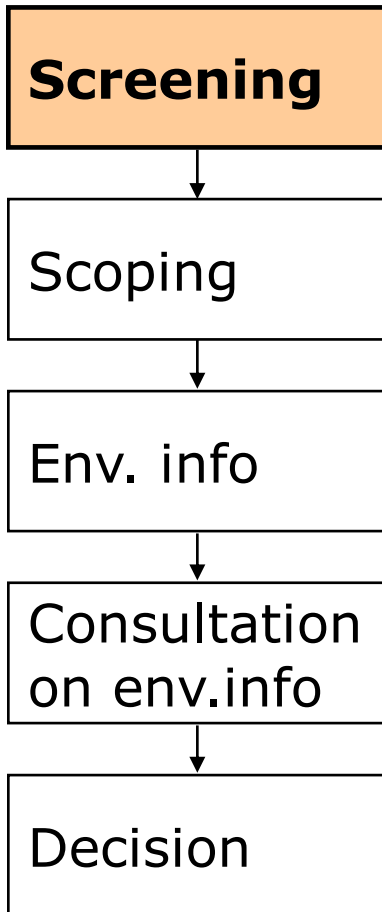 Screening
Scoping
Env. info
Consultation
on env.info
Decision